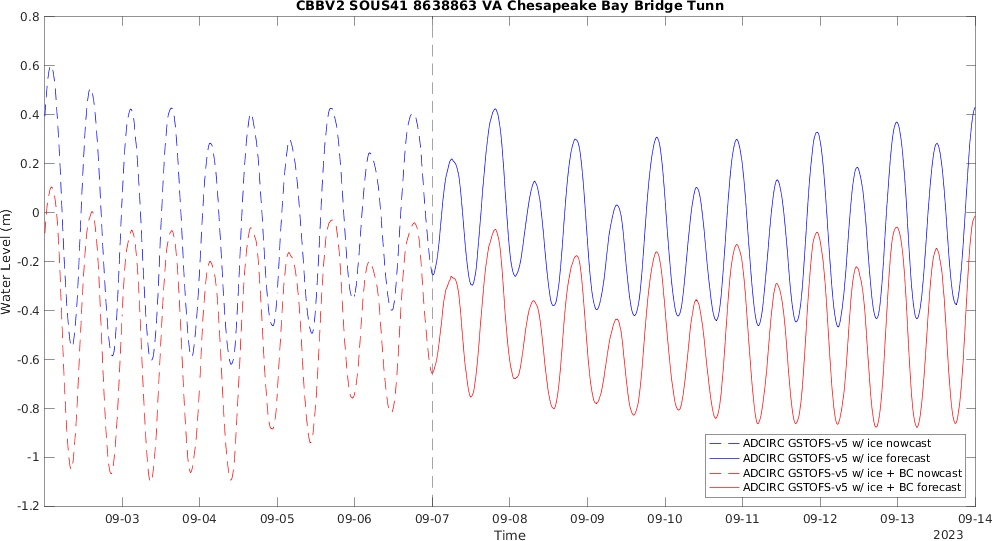 CBBV2 SOUS41 8638863 VA Chesapeake Bay Bridge Tunn
Water Level (m)
0.8
0.6
0.4
0.2
0
-0.2
-0.4
-0.6
-0.8
-1
-1.2
ADCIRC GSTOFS-v5 w/ ice nowcast
ADCIRC GSTOFS-v5 w/ ice forecast
ADCIRC GSTOFS-v5 w/ ice + BC nowcast
ADCIRC GSTOFS-v5 w/ ice + BC forecast
09-03 09-04 09-05 09-06 09-07 09-08 09-09 09-10 09-11 09-12 09-13 09-14
Time
2023